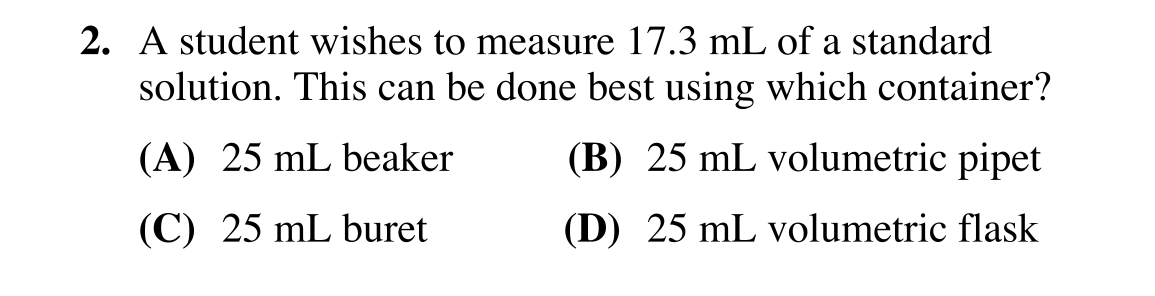 2. A student wishes to measure 17.3 mL of a standard
solution. This can be done best using which container?
(A) 25 mL beaker (B) 25 mL volumetric pipet
(C) 25 mL buret (D) 25 mL volumetric flask